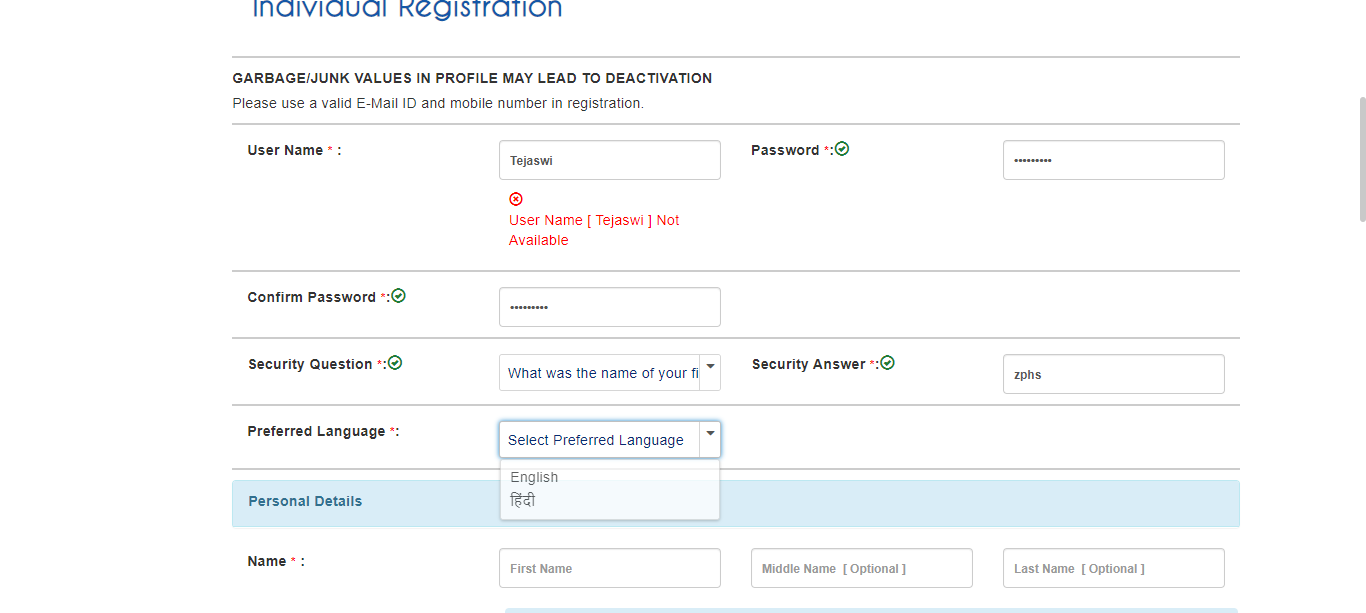 Individual Registration
GARBAGE/JUNK VALUES IN PROFILE MAY LEAD TO DEACTIVATION
Please use a valid E-Mail ID and mobile number in registration.
User Name * :
Tejaswi
Password *:
•••••••••
User Name [ Tejaswi ] Not
Available
Confirm Password *:
•••••••••
Security Question *:
What was the name of your fi
Security Answer *:
zphs
Preferred Language *:
Select Preferred Language
English
हिंदी
Personal Details
Name * :
First Name
Middle Name [ Optional ]
Last Name [ Optional ]